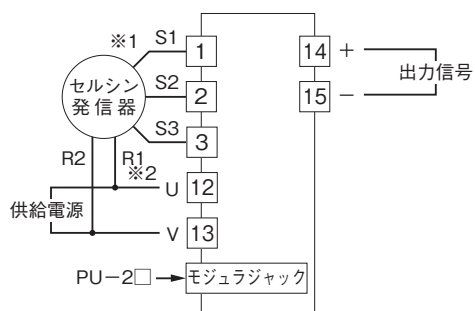 ※1
S1
1
14
+
出力信号
S2
2
15
−
セルシン
発信器
S3
3
R2
R1
※2
U
12
供給電源
V
13
PU−2□
モジュラジャック